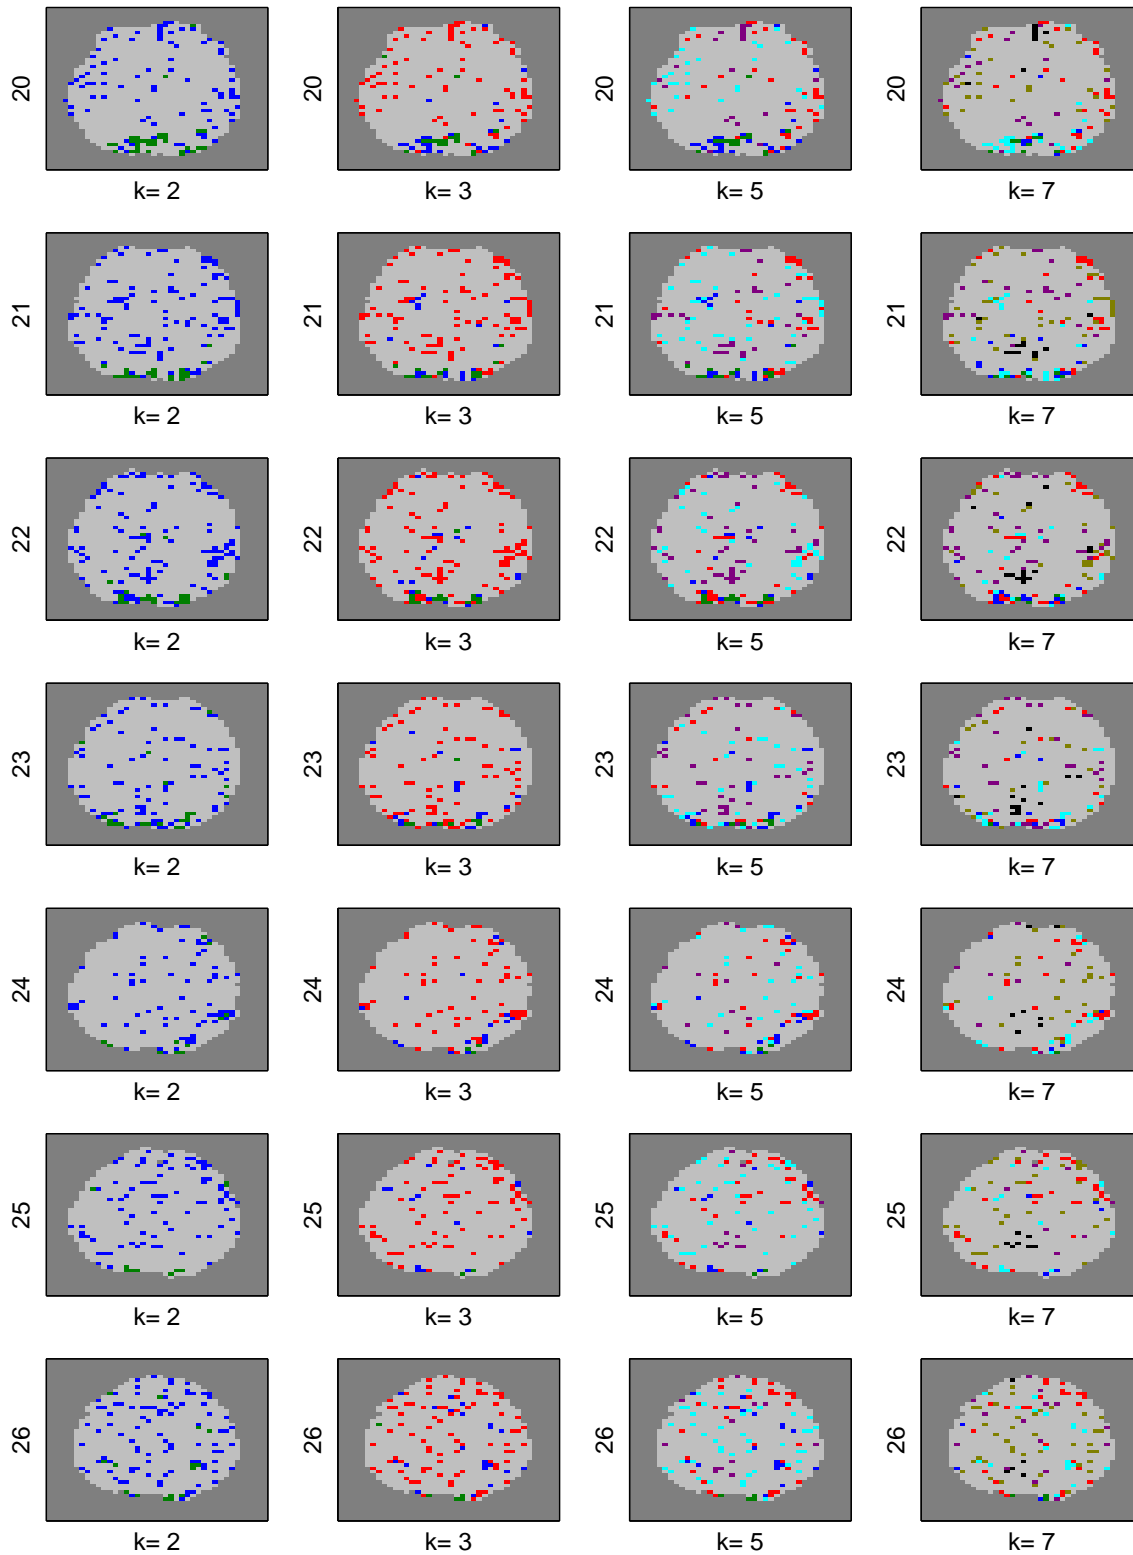 20 20 20 20
k= 2 k= 3 k= 5 k= 7
21 21 21 21
k= 2 k= 3 k= 5 k= 7
22 22 22 22
k= 2 k= 3 k= 5 k= 7
23 23 23 23
k= 2 k= 3 k= 5 k= 7
24 24 24 24
k= 2 k= 3 k= 5 k= 7
25 25 25 25
k= 2 k= 3 k= 5 k= 7
26 26 26 26
k= 2 k= 3 k= 5 k= 7